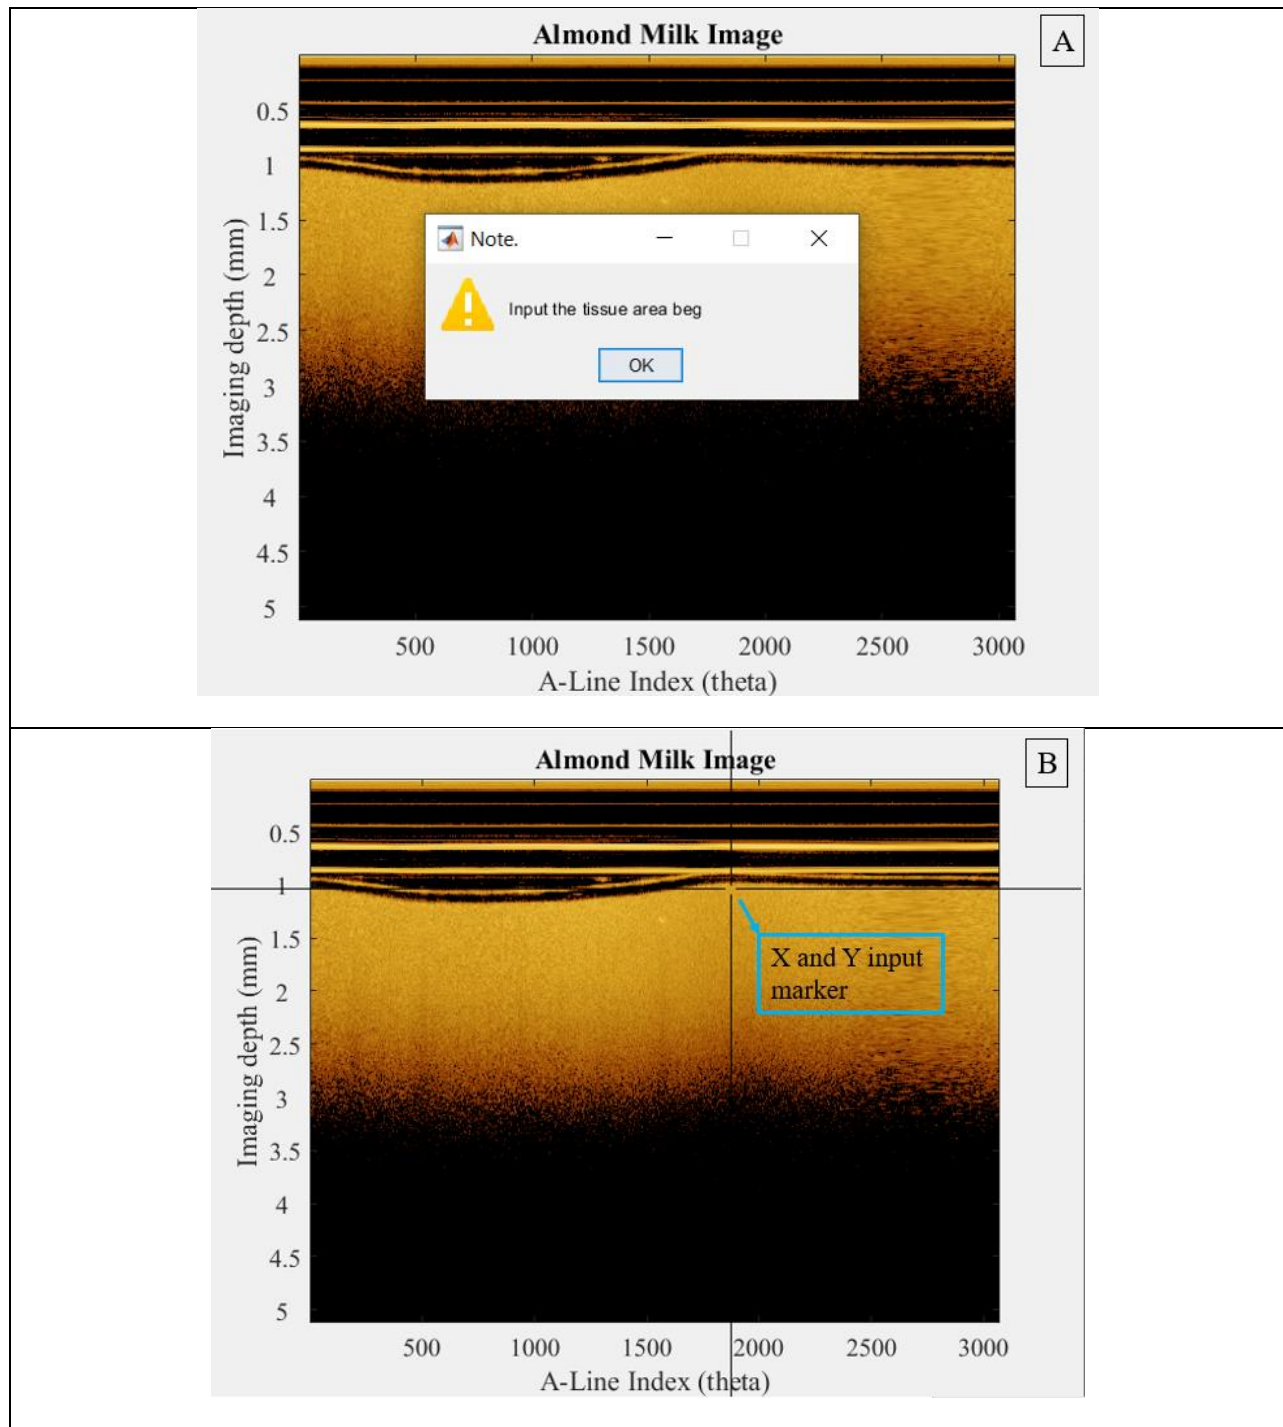 Almond Milk Image
A
0.5
1
1.5
2
2.5
3
3.5
4
4.5
5
Imaging depth (mm)
Note.
Input the tissue area beg
OK
500 1000 1500 2000 2500 3000
A-Line Index (theta)
Almond Milk Image
B
0.5
1
1.5
2
2.5
3
3.5
4
4.5
5
Imaging depth (mm)
X and Y input
marker
500 1000 1500 2000 2500 3000
A-Line Index (theta)